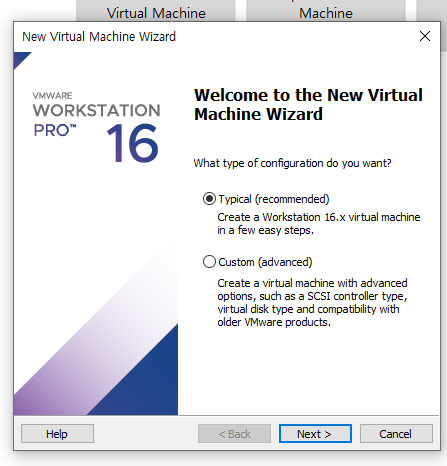 Virtual Machine
Machine
New Virtual Machine Wizard
VMWARE
WORKSTATION
PRO™ 16
Welcome to the New Virtual
Machine Wizard
What type of configuration do you want?
Typical (recommended)
Create a Workstation 16.x virtual machine
in a few easy steps.
Custom (advanced)
Create a virtual machine with advanced
options, such as a SCSI controller type,
virtual disk type and compatibility with
older VMware products.
Help
< Back
Next >
Cancel